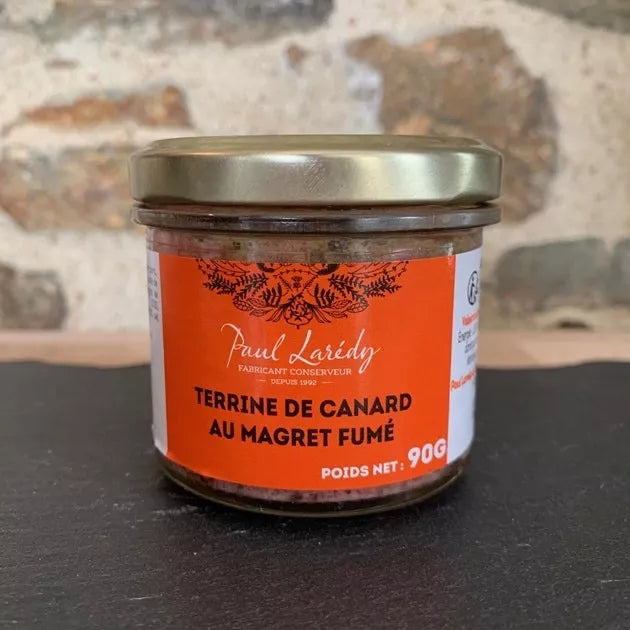 Paul Larédy
FABRICANT CONSERVEUR
— DEPUIS 1992 —
TERRINE DE CANARD
AU MAGRET FUMÉ
POIDS NET : 90G